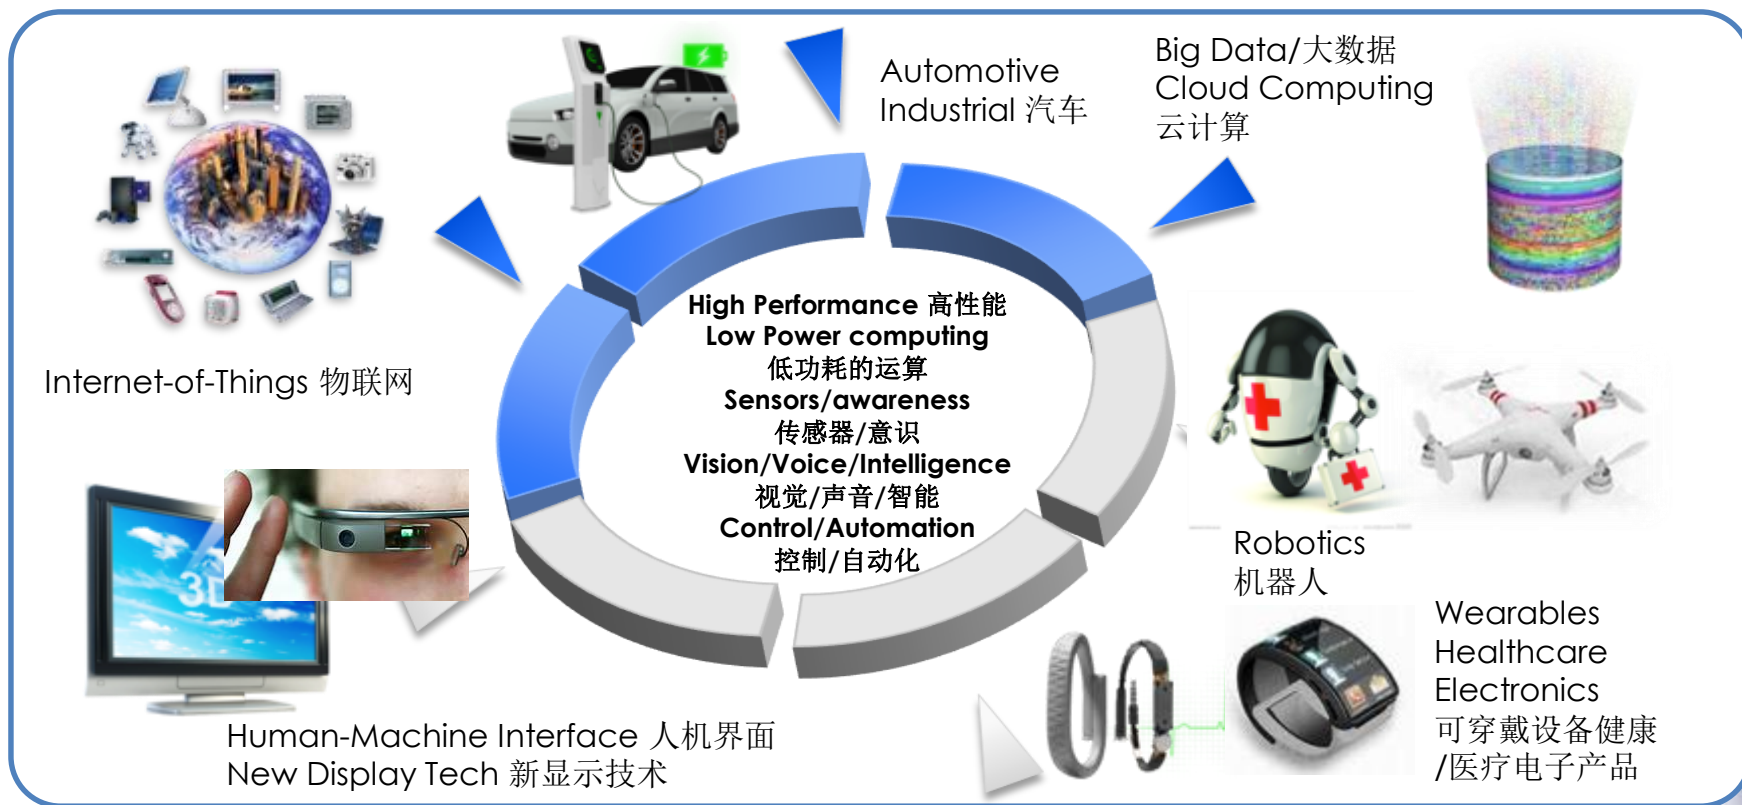 Automotive
Industrial 汽车
Big Data/大数据
Cloud Computing
云计算
Internet-of-Things 物联网
High Performance 高性能
Low Power computing
低功耗的运算
Sensors/awareness
传感器/意识
Vision/Voice/Intelligence
视觉/声音/智能
Control/Automation
控制/自动化
3D
Robotics
机器人
Wearables
Healthcare
Electronics
可穿戴设备健康
/医疗电子产品
Human-Machine Interface 人机界面
New Display Tech 新显示技术